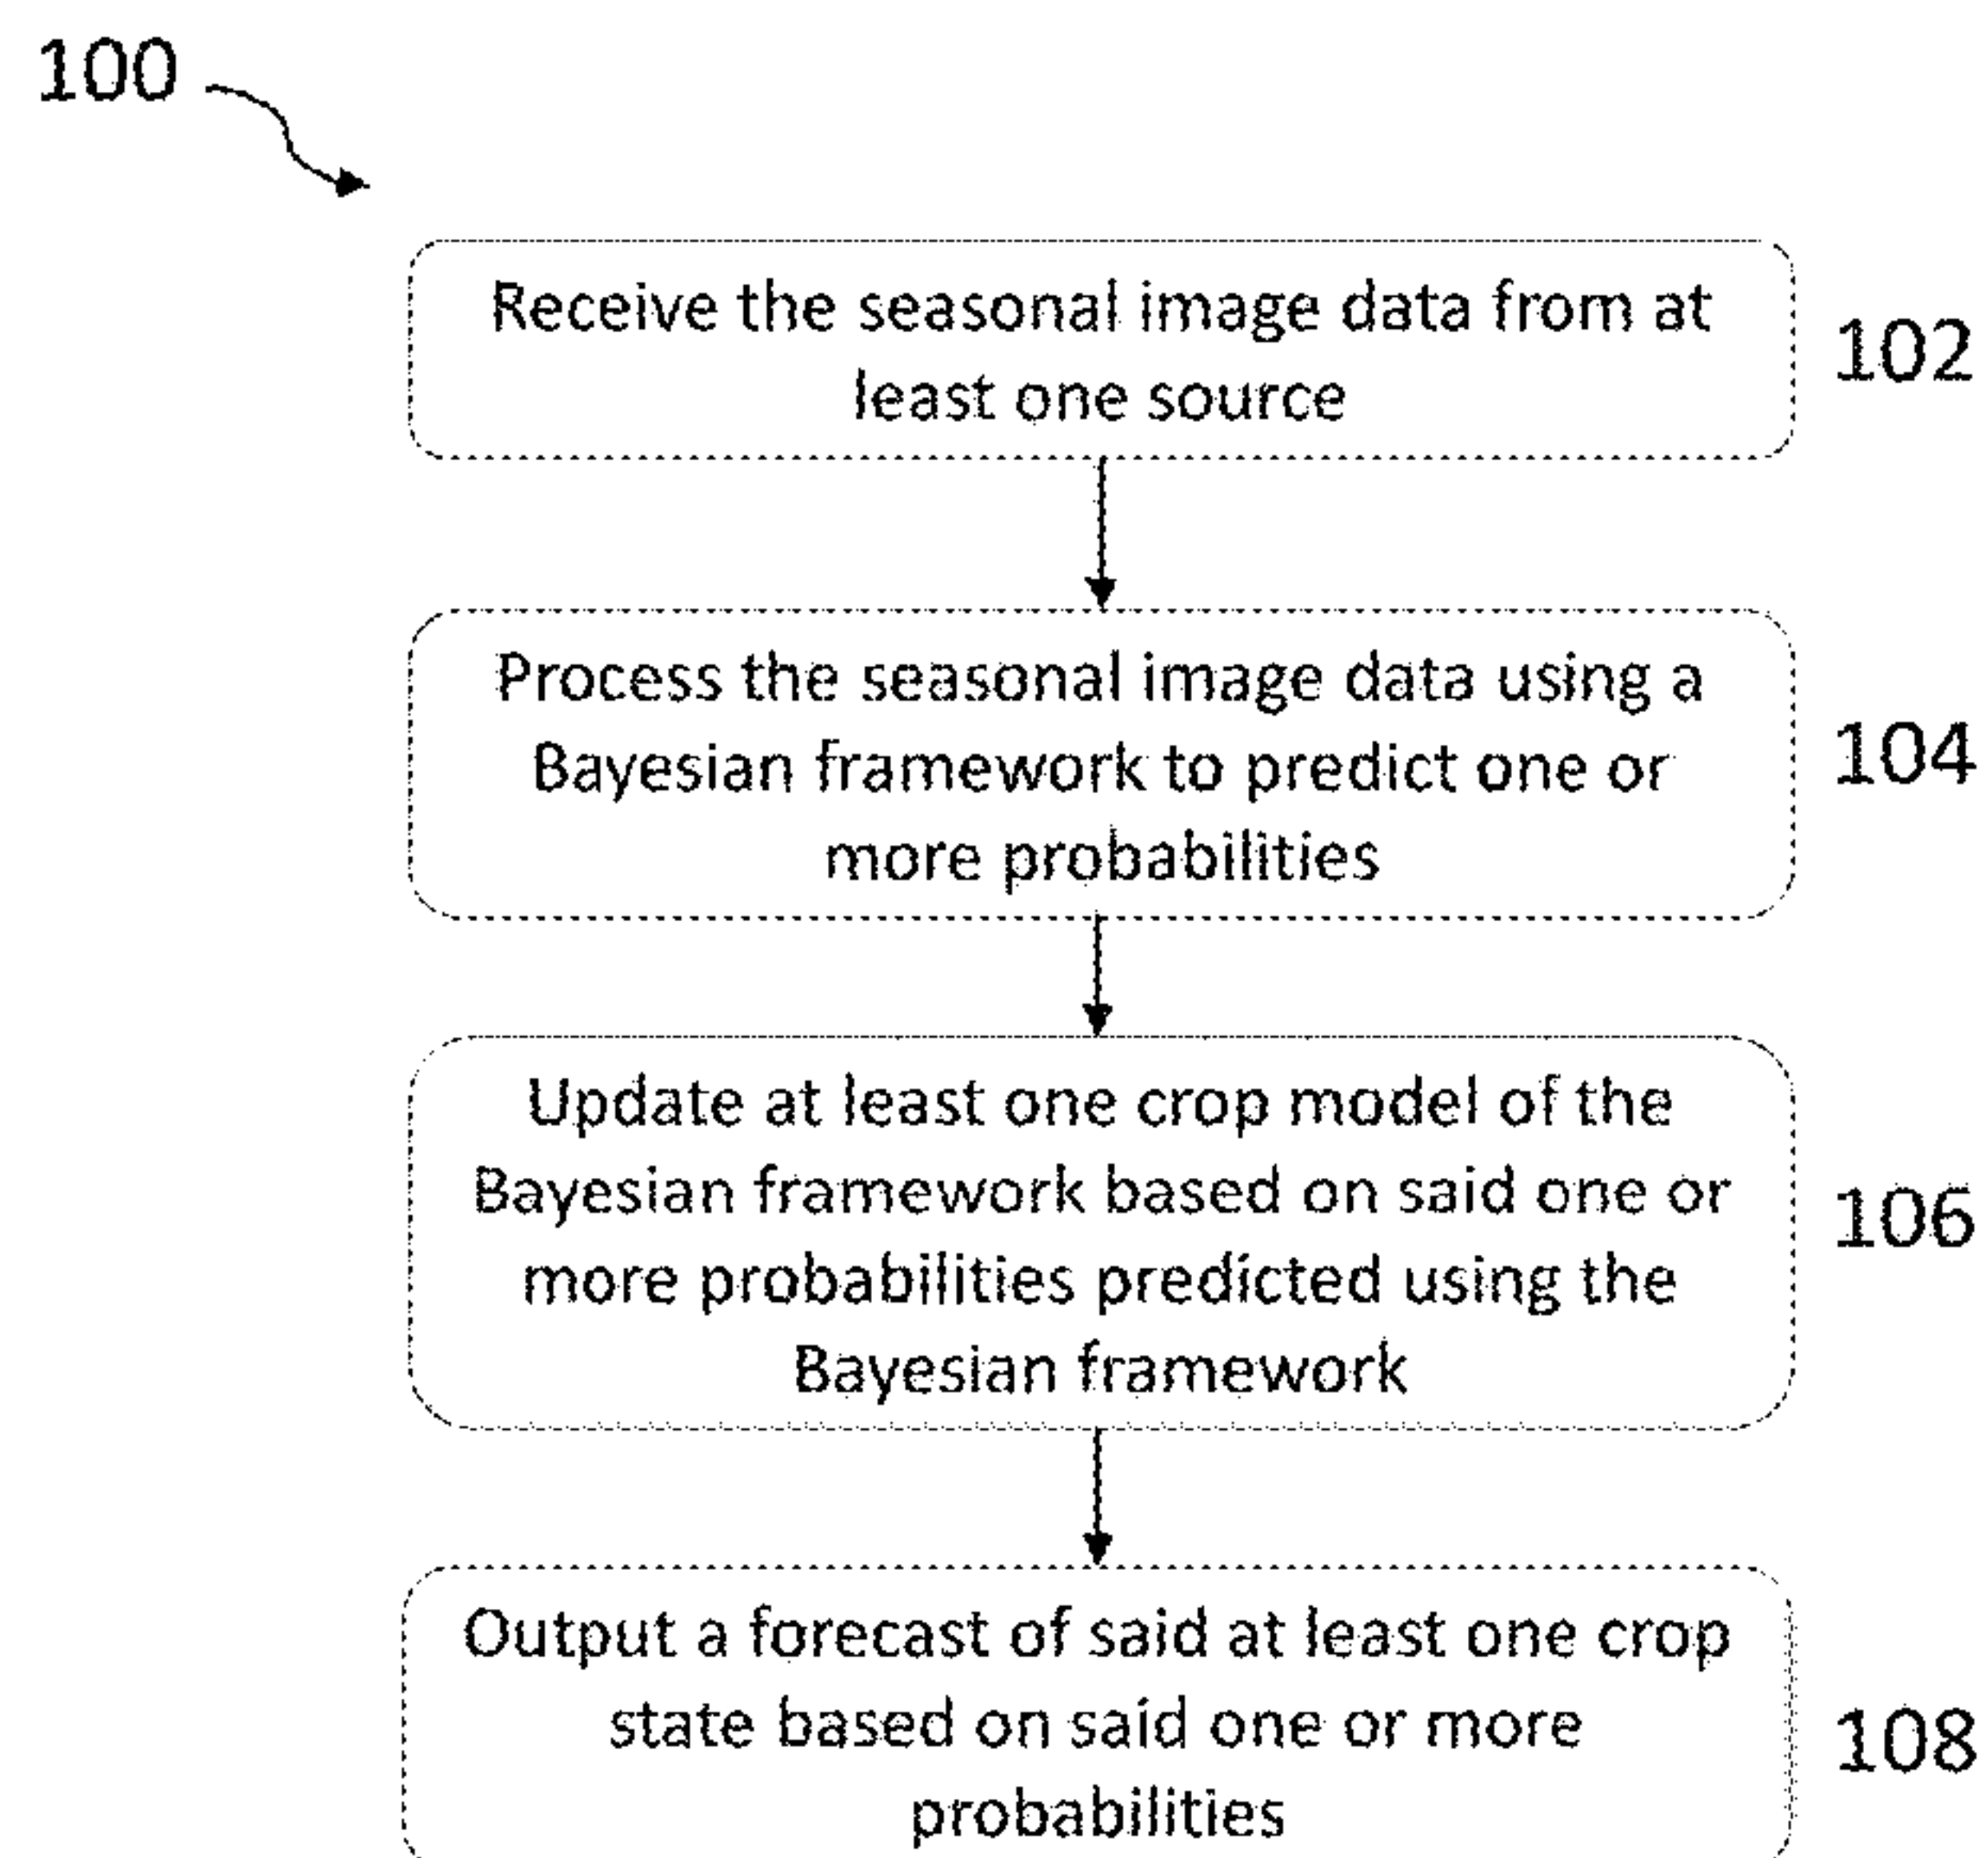 100
Receive the seasonal image data from at
least one source
102
Process the seasonal image data using a
Bayesian framework to predict one or
more probabilities
104
Update at least one crop model of the
Bayesian framework based on said one or
more probabilities predicted using the
Bayesian framework
106
Output a forecast of said at least one crop
state based on said one or more
probabilities
108